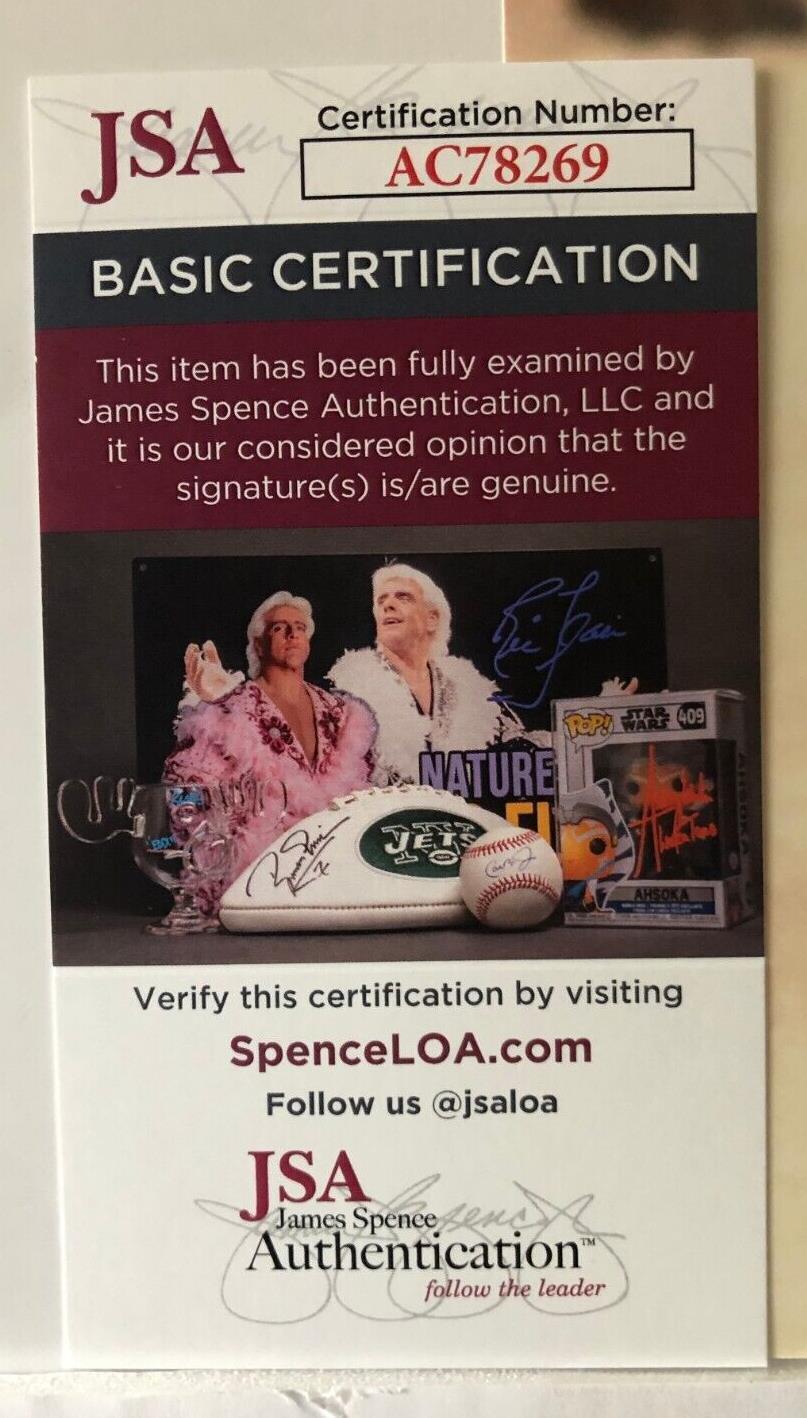 JSA
Certification Number:
AC78269
BASIC CERTIFICATION
This item has been fully examined by
James Spence Authentication, LLC and
it is our considered opinion that the
signature(s) is/are genuine.
Ric Flair
NATURE
POP!
STAR
WARS
409
JETS
AHSOKA
Verify this certification by visiting
SpenceLOA.com
Follow us @jsaloa
JSA
James Spence
Authentication™
follow the leader